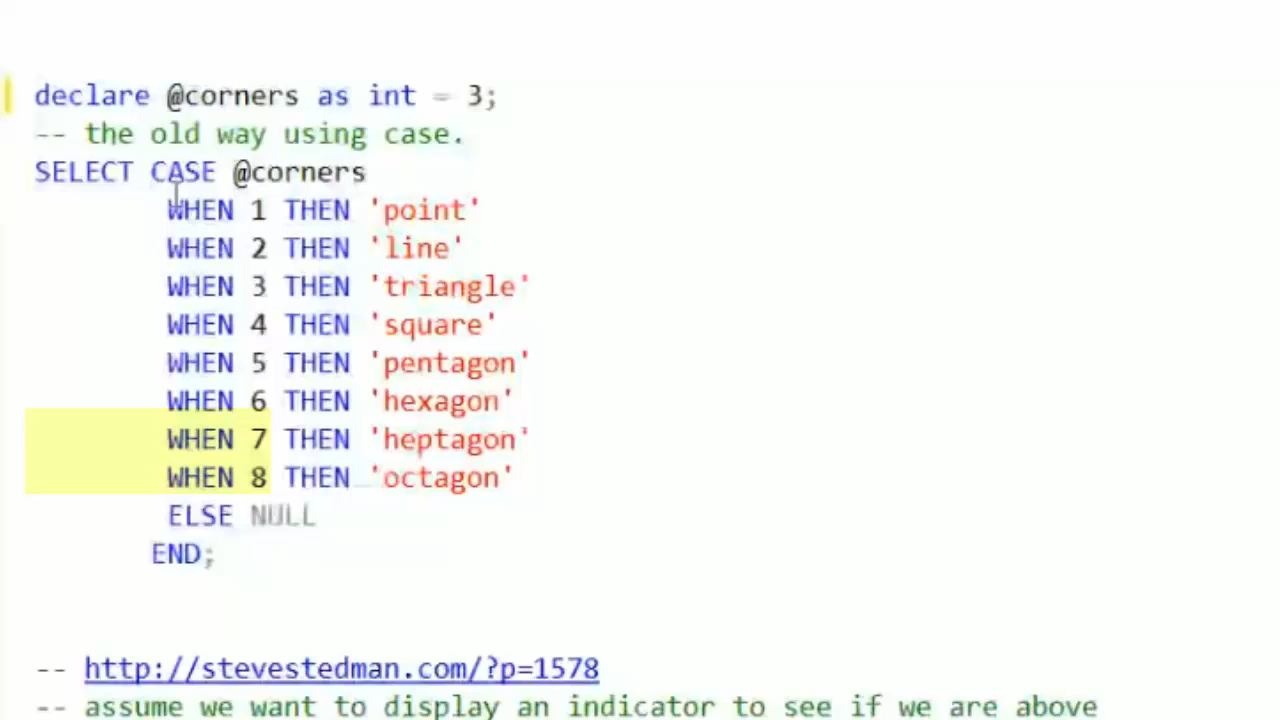 declare @corners as int = 3;
-- the old way using case.
SELECT CASE @corners
WHEN 1 THEN 'point'
WHEN 2 THEN 'line'
WHEN 3 THEN 'triangle'
WHEN 4 THEN 'square'
WHEN 5 THEN 'pentagon'
WHEN 6 THEN 'hexagon'
WHEN 7 THEN 'heptagon'
WHEN 8 THEN 'octagon'
ELSE NULL
END;
-- http://stevestedman.com/?p=1578
-- assume we want to display an indicator to see if we are above